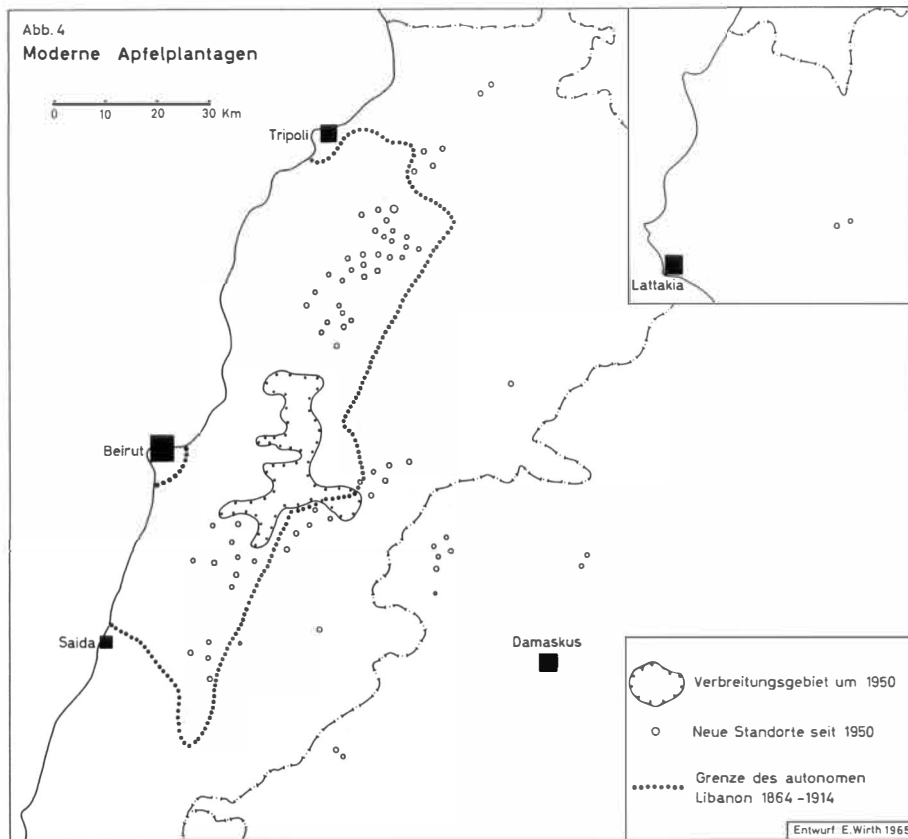 Abb. 4
Moderne Apfelplantagen
0 10 20 30 Km
Tripoli
Lattakia
Beirut
Saida
Damaskus
Verbreitungsgebiet um 1950
Neue Standorte seit 1950
Grenze des autonomen
Libanon 1864 - 1914
Entwurf E. Wirth 1965